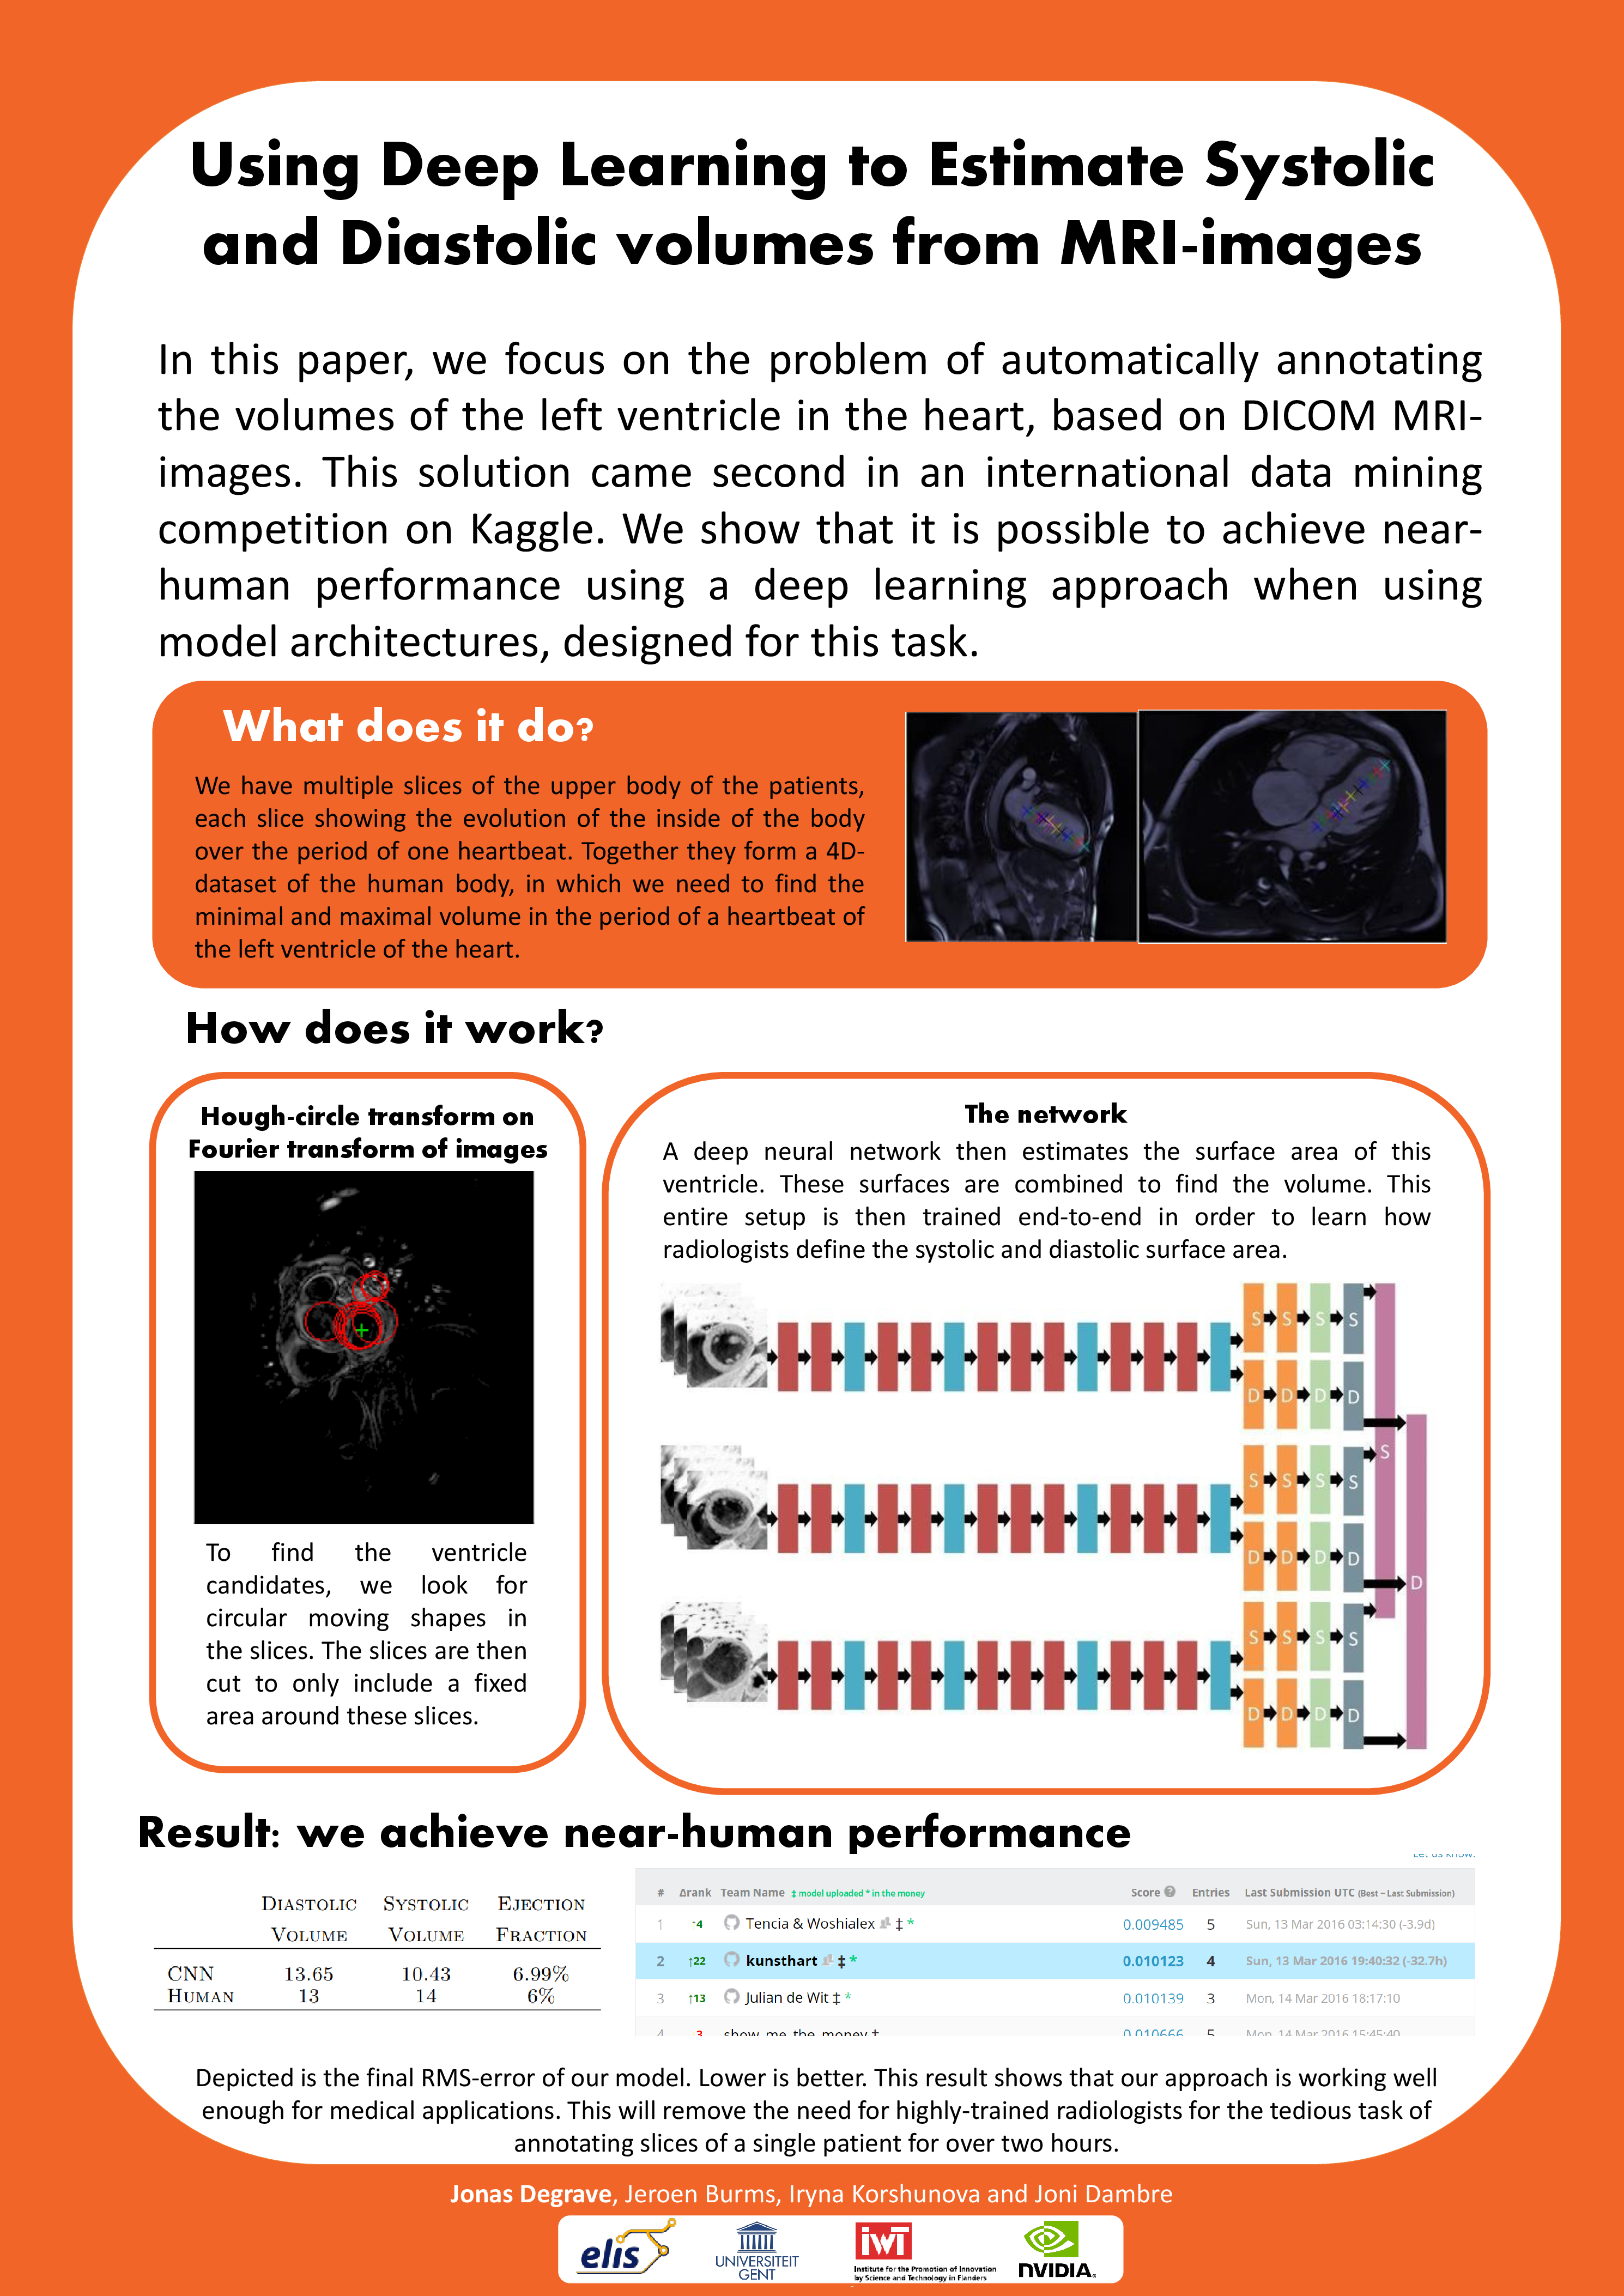 Using Deep Learning to Estimate Systolic
and Diastolic volumes from MRI-images
In this paper, we focus on the problem of automatically annotating
the volumes of the left ventricle in the heart, based on DICOM MRI-
images. This solution came second in an international data mining
competition on Kaggle. We show that it is possible to achieve near-
human performance using a deep learning approach when using
model architectures, designed for this task.
What does it do?
We have multiple slices of the upper body of the patients,
each slice showing the evolution of the inside of the body
over the period of one heartbeat. Together they form a 4D-
dataset of the human body, in which we need to find the
minimal and maximal volume in the period of a heartbeat of
the left ventricle of the heart.
How does it work?
Hough-circle transform on
Fourier transform of images
To find the ventricle
candidates, we look for
circular moving shapes in
the slices. The slices are then
cut to only include a fixed
area around these slices.
The network
A deep neural network then estimates the surface area of this
ventricle. These surfaces are combined to find the volume. This
entire setup is then trained end-to-end in order to learn how
radiologists define the systolic and diastolic surface area.
S S S S
D D D D
S
S S S S
D D D D
D
S S S S
D D D D
Result: we achieve near-human performance
DIASTOLIC SYSTOLIC EJECTION
VOLUME VOLUME FRACTION
CNN 13.65 10.43 6.99%
HUMAN 13 14 6%
Let us know.
# Δrank Team Name ‡ model uploaded * in the money Score Entries Last Submission UTC (Best − Last Submission)
1 ↑4 Tencia & Woshialex ‡ * 0.009485 5 Sun, 13 Mar 2016 03:14:30 (-3.9d)
2 ↑22 kunsthart ‡ * 0.010123 4 Sun, 13 Mar 2016 19:40:32 (-32.7h)
3 ↑13 Julian de Wit ‡ * 0.010139 3 Mon, 14 Mar 2016 18:17:10
4 3 show_me_the_money ‡ 0.010666 5 Mon, 14 Mar 2016 15:45:40
Depicted is the final RMS-error of our model. Lower is better. This result shows that our approach is working well
enough for medical applications. This will remove the need for highly-trained radiologists for the tedious task of
annotating slices of a single patient for over two hours.
Jonas Degrave, Jeroen Burms, Iryna Korshunova and Joni Dambre
elis
UNIVERSITEIT
GENT
iwt
Institute for the Promotion of Innovation
by Science and Technology in Flanders
NVIDIA.